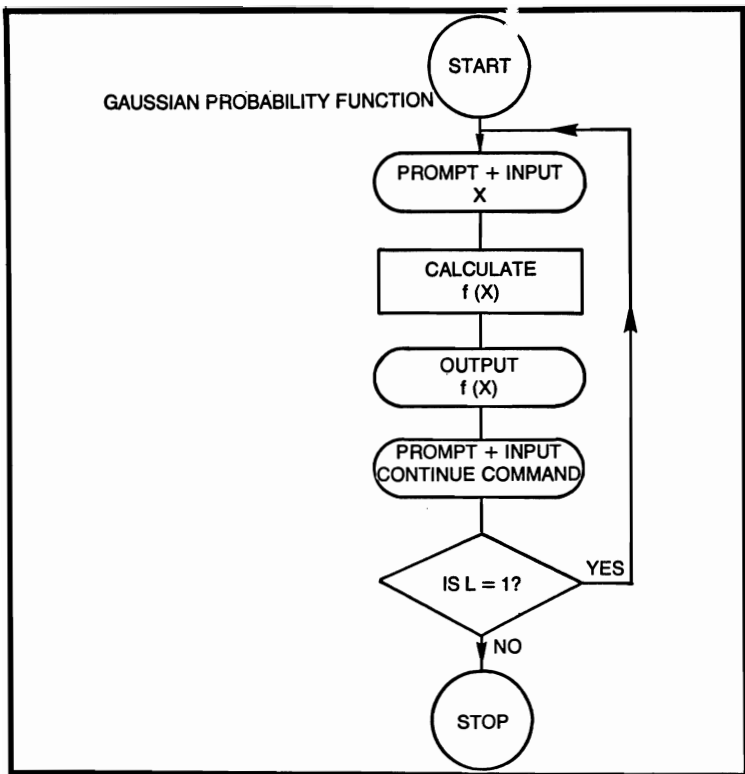 START
GAUSSIAN PROBABILITY FUNCTION
PROMPT + INPUT
X
CALCULATE
f (X)
OUTPUT
f (X)
PROMPT + INPUT
CONTINUE COMMAND
IS L = 1?
YES
NO
STOP